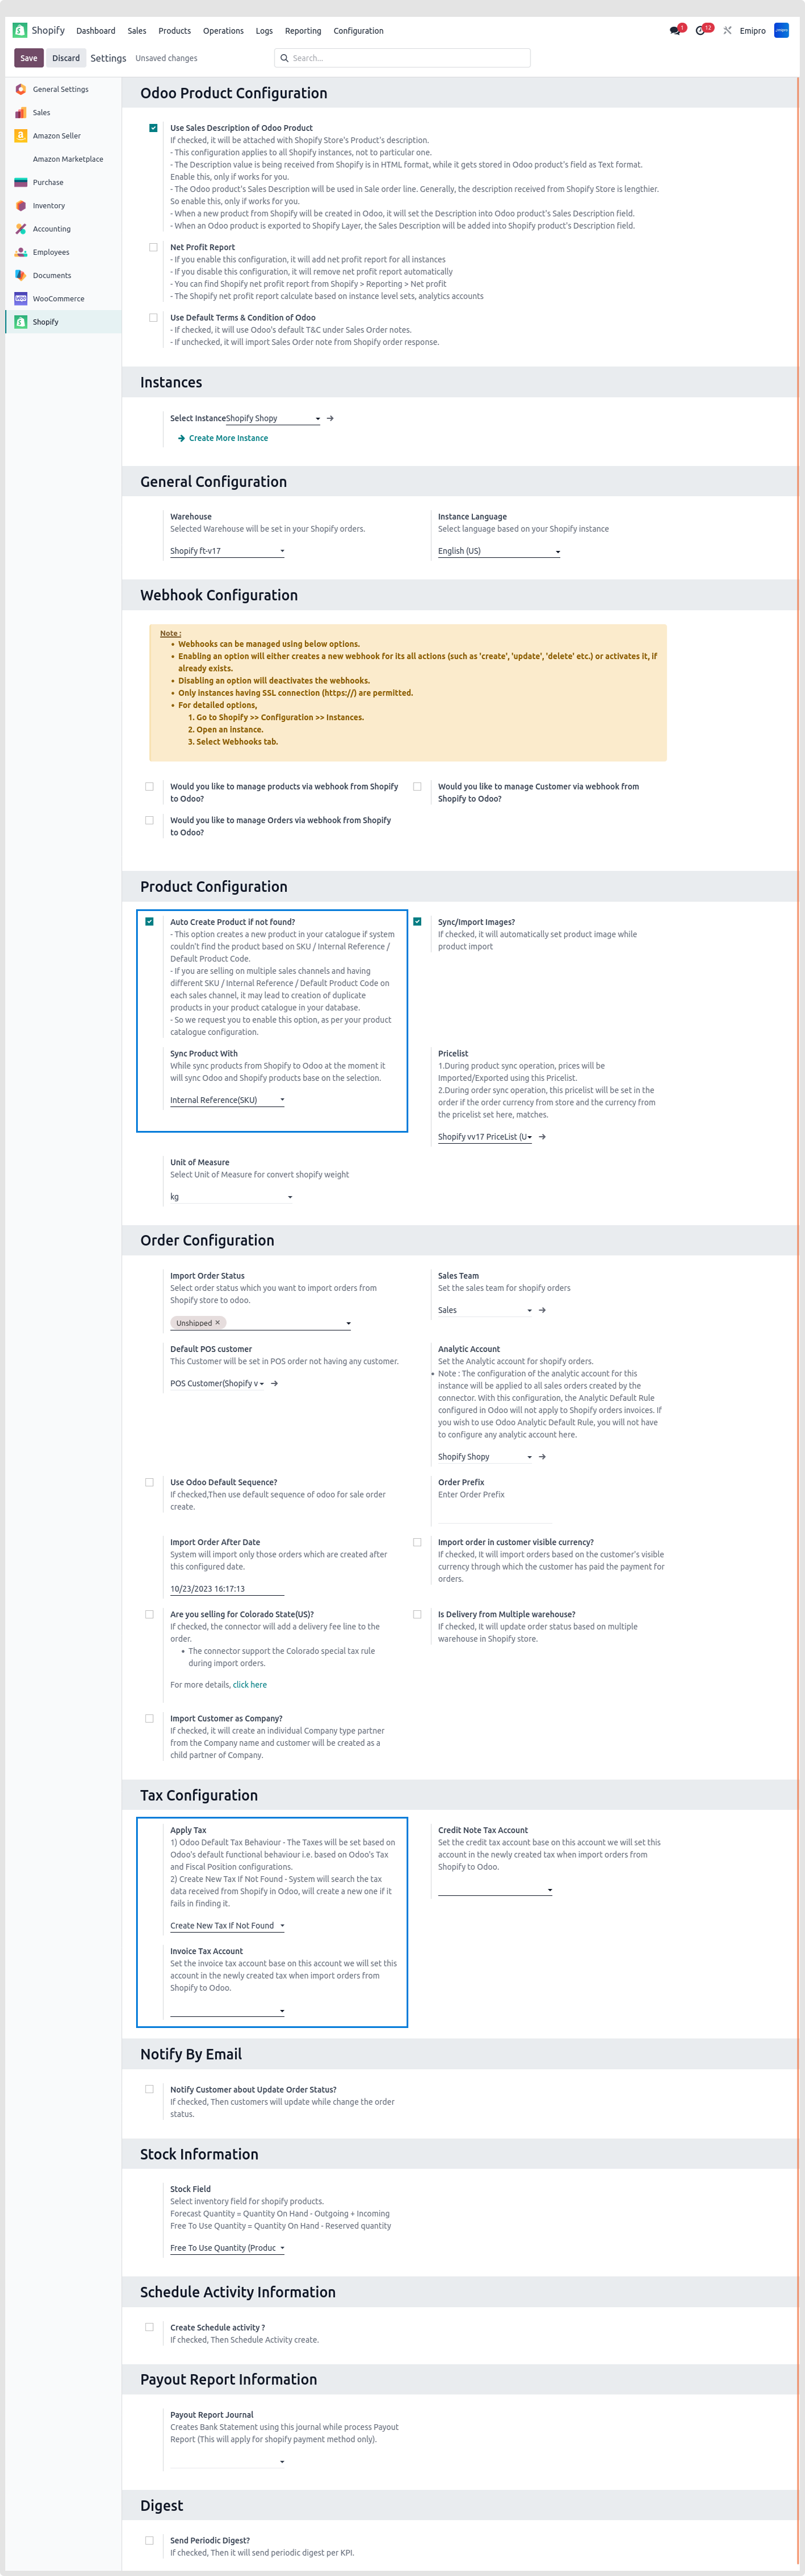 Shopify Dashboard Sales Products Operations Logs Reporting Configuration 1 12 Emipro
Save Discard Settings Unsaved changes Search...
General Settings
Sales
Amazon Seller
Amazon Marketplace
Purchase
Inventory
Accounting
Employees
Documents
WooCommerce
Shopify
Odoo Product Configuration
Use Sales Description of Odoo Product
If checked, it will be attached with Shopify Store's Product's description.
- This configuration applies to all Shopify instances, not to particular one.
- The Description value is being received from Shopify is in HTML format, while it gets stored in Odoo product's field as Text format.
Enable this, only if works for you.
- The Odoo product's Sales Description will be used in Sale order line. Generally, the description received from Shopify Store is lengthier.
So enable this, only if works for you.
- When a new product from Shopify will be created in Odoo, it will set the Description into Odoo product's Sales Description field.
- When an Odoo product is exported to Shopify Layer, the Sales Description will be added into Shopify product's Description field.
Net Profit Report
- If you enable this configuration, it will add net profit report for all instances
- If you disable this configuration, it will remove net profit report automatically
- You can find Shopify net profit report from Shopify > Reporting > Net profit
- The Shopify net profit report calculate based on instance level sets, analytics accounts
Use Default Terms & Condition of Odoo
- If checked, it will use Odoo's default T&C under Sales Order notes.
- If unchecked, it will import Sales Order note from Shopify order response.
Instances
Select Instance Shopify Shopy
Create More Instance
General Configuration
Warehouse
Selected Warehouse will be set in your Shopify orders.
Shopify ft-v17
Instance Language
Select language based on your Shopify instance
English (US)
Webhook Configuration
Note :
• Webhooks can be managed using below options.
• Enabling an option will either creates a new webhook for its all actions (such as 'create', 'update', 'delete' etc.) or activates it, if
already exists.
• Disabling an option will deactivates the webhooks.
• Only instances having SSL connection (https://) are permitted.
• For detailed options,
1. Go to Shopify >> Configuration >> Instances.
2. Open an instance.
3. Select Webhooks tab.
Would you like to manage products via webhook from Shopify
to Odoo?
Would you like to manage Customer via webhook from
Shopify to Odoo?
Would you like to manage Orders via webhook from Shopify
to Odoo?
Product Configuration
Auto Create Product if not found?
- This option creates a new product in your catalogue if system
couldn't find the product based on SKU / Internal Reference /
Default Product Code.
- If you are selling on multiple sales channels and having
different SKU / Internal Reference / Default Product Code on
each sales channel, it may lead to creation of duplicate
products in your product catalogue in your database.
- So we request you to enable this option, as per your product
catalogue configuration.
Sync/Import Images?
If checked, it will automatically set product image while
product import
Sync Product With
While sync products from Shopify to Odoo at the moment it
will sync Odoo and Shopify products base on the selection.
Internal Reference(SKU)
Pricelist
1.During product sync operation, prices will be
Imported/Exported using this Pricelist.
2.During order sync operation, this pricelist will be set in the
order if the order currency from store and the currency from
the pricelist set here, matches.
Shopify vv17 PriceList (U
Unit of Measure
Select Unit of Measure for convert shopify weight
kg
Order Configuration
Import Order Status
Select order status which you want to import orders from
Shopify store to odoo.
Unshipped ×
Sales Team
Set the sales team for shopify orders
Sales
Default POS customer
This Customer will be set in POS order not having any customer.
POS Customer(Shopify v
Analytic Account
Set the Analytic account for shopify orders.
• Note : The configuration of the analytic account for this
instance will be applied to all sales orders created by the
connector. With this configuration, the Analytic Default Rule
configured in Odoo will not apply to Shopify orders invoices. If
you wish to use Odoo Analytic Default Rule, you will not have
to configure any analytic account here.
Shopify Shopy
Use Odoo Default Sequence?
If checked,Then use default sequence of odoo for sale order
create.
Order Prefix
Enter Order Prefix
Import Order After Date
System will import only those orders which are created after
this configured date.
10/23/2023 16:17:13
Import order in customer visible currency?
If checked, It will import orders based on the customer's visible
currency through which the customer has paid the payment for
orders.
Are you selling for Colorado State(US)?
If checked, the connector will add a delivery fee line to the
order.
• The connector support the Colorado special tax rule
during import orders.
For more details, click here
Is Delivery from Multiple warehouse?
If checked, It will update order status based on multiple
warehouse in Shopify store.
Import Customer as Company?
If checked, it will create an individual Company type partner
from the Company name and customer will be created as a
child partner of Company.
Tax Configuration
Apply Tax
1) Odoo Default Tax Behaviour - The Taxes will be set based on
Odoo's default functional behaviour i.e. based on Odoo's Tax
and Fiscal Position configurations.
2) Create New Tax If Not Found - System will search the tax
data received from Shopify in Odoo, will create a new one if it
fails in finding it.
Create New Tax If Not Found
Credit Note Tax Account
Set the credit tax account base on this account we will set this
account in the newly created tax when import orders from
Shopify to Odoo.
Invoice Tax Account
Set the invoice tax account base on this account we will set this
account in the newly created tax when import orders from
Shopify to Odoo.
Notify By Email
Notify Customer about Update Order Status?
If checked, Then customers will update while change the order
status.
Stock Information
Stock Field
Select inventory field for shopify products.
Forecast Quantity = Quantity On Hand - Outgoing + Incoming
Free To Use Quantity = Quantity On Hand - Reserved quantity
Free To Use Quantity (Produc
Schedule Activity Information
Create Schedule activity ?
If checked, Then Schedule Activity create.
Payout Report Information
Payout Report Journal
Creates Bank Statement using this journal while process Payout
Report (This will apply for shopify payment method only).
Digest
Send Periodic Digest?
If checked, Then it will send periodic digest per KPI.